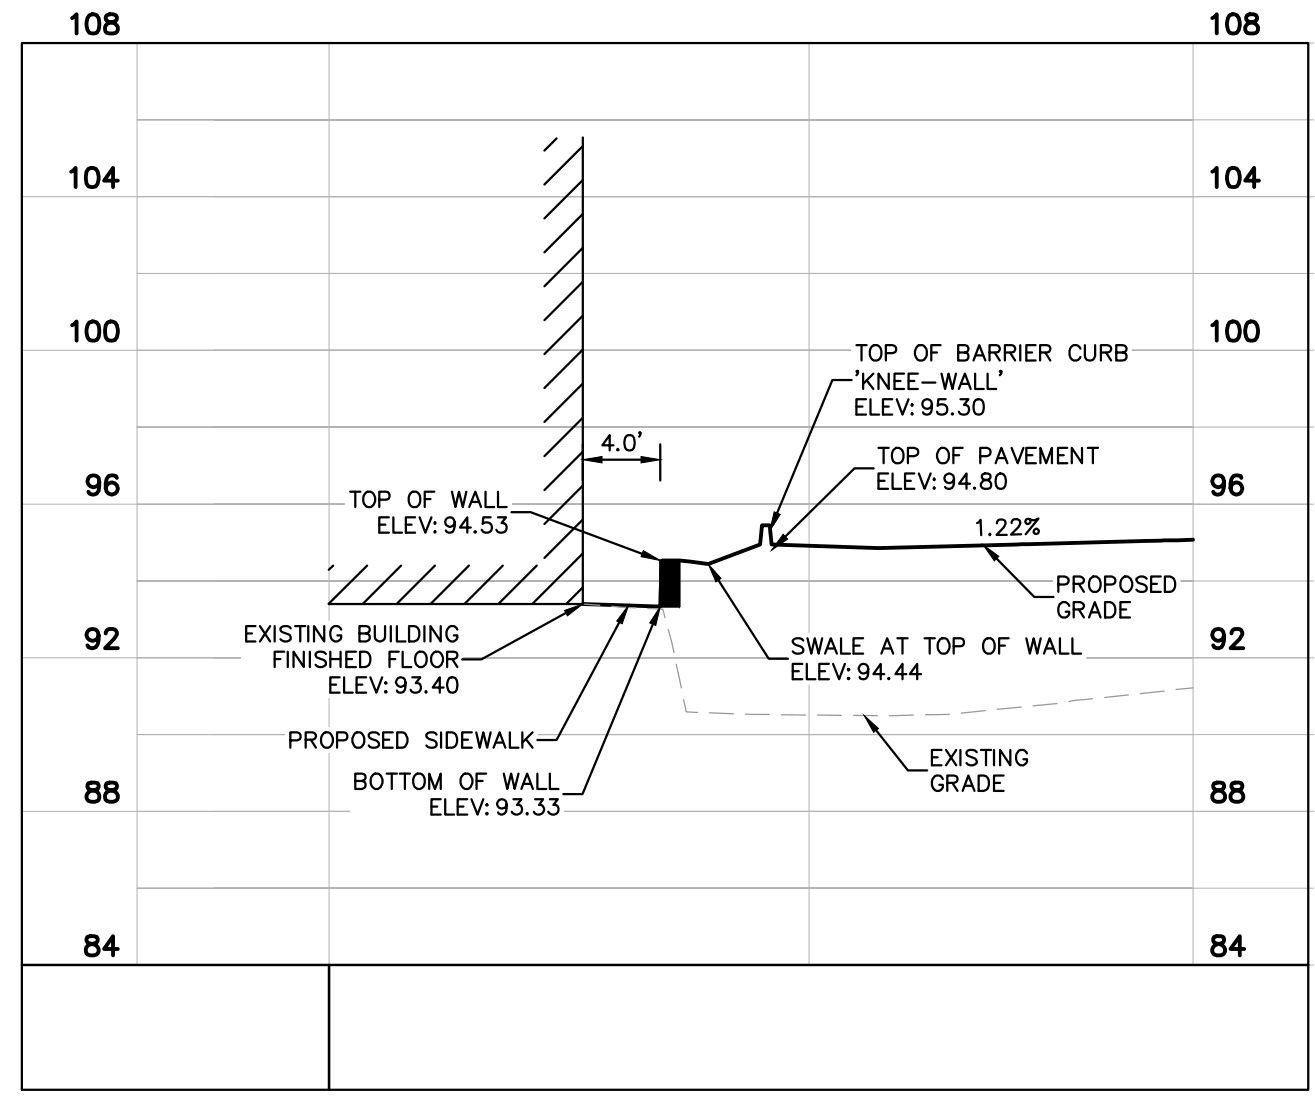 108 108
104 104
100 100
TOP OF BARRIER CURB
'KNEE-WALL'
ELEV: 95.30
4.0'
TOP OF PAVEMENT
ELEV: 94.80
96 96
TOP OF WALL
ELEV: 94.53
1.22%
PROPOSED
GRADE
EXISTING BUILDING
FINISHED FLOOR
ELEV: 93.40
92 92
SWALE AT TOP OF WALL
ELEV: 94.44
PROPOSED SIDEWALK
EXISTING
GRADE
BOTTOM OF WALL
ELEV: 93.33
88 88
84 84